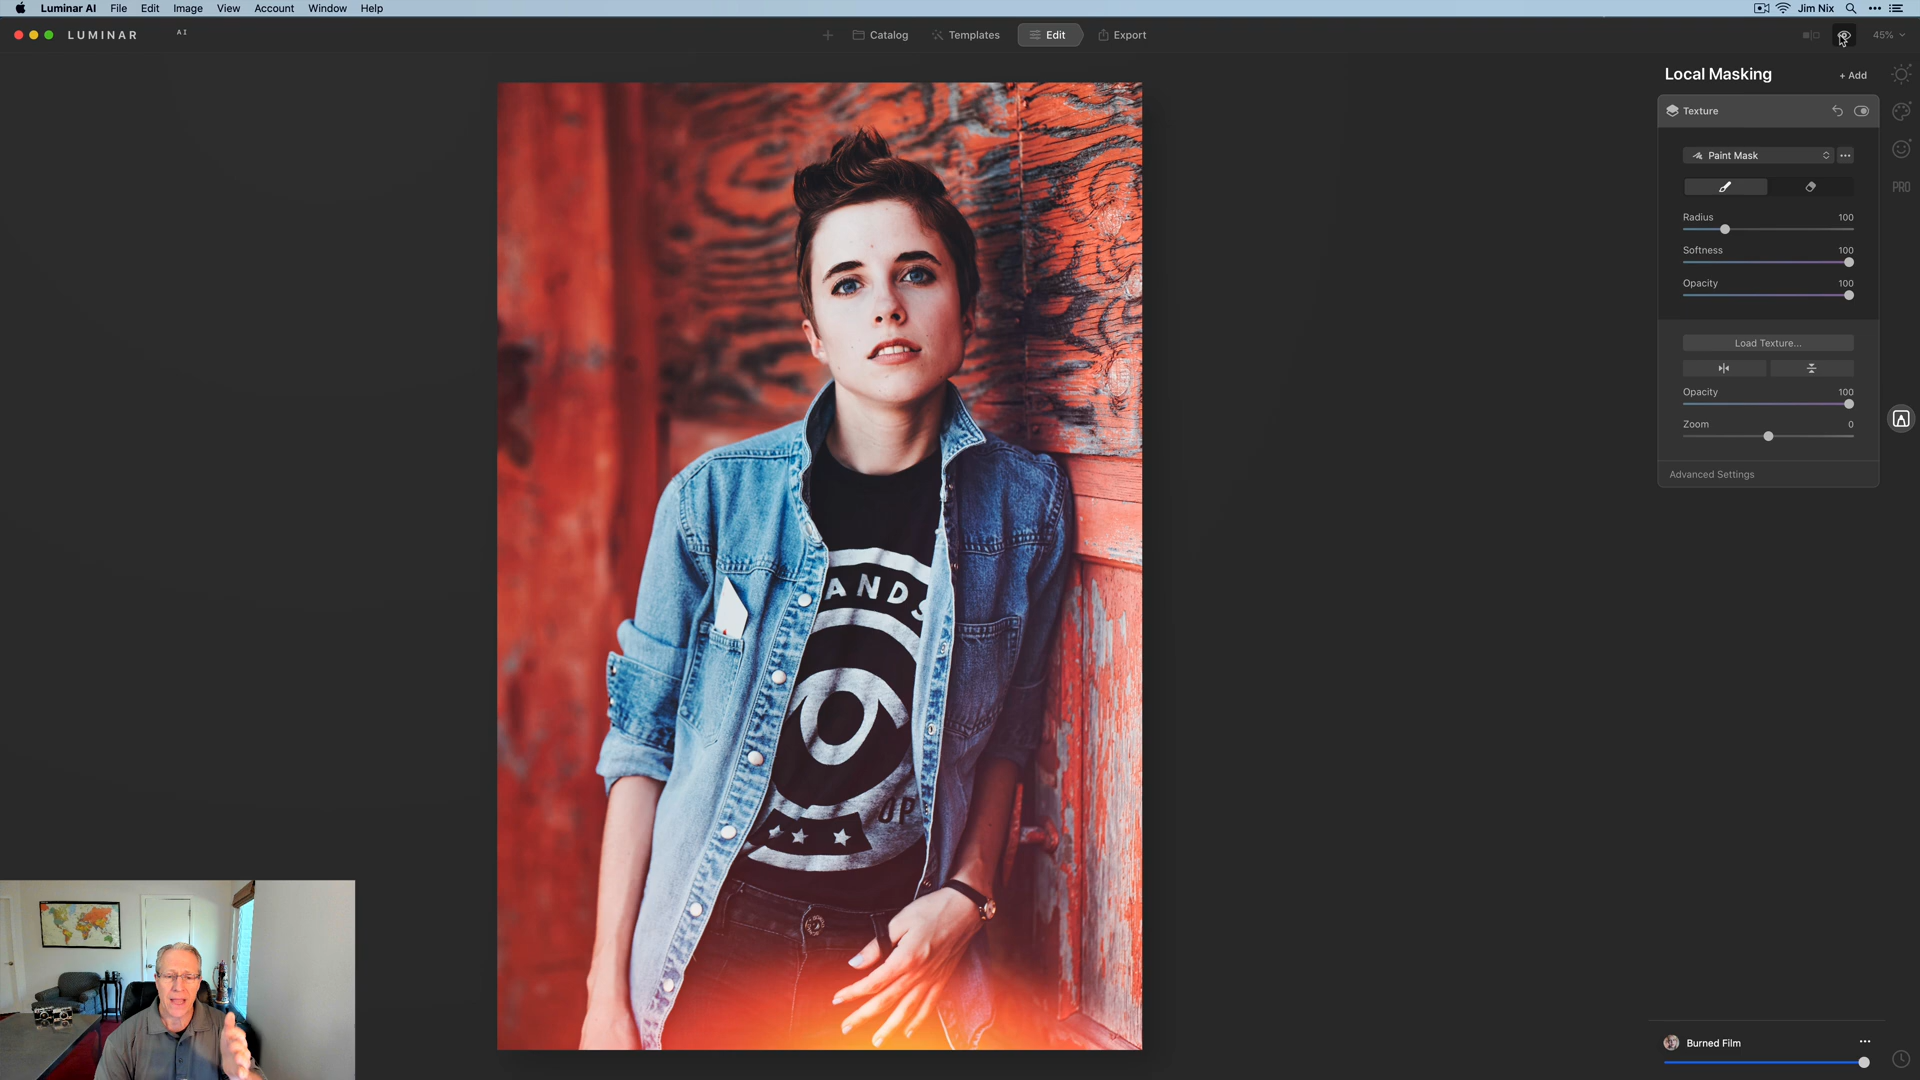 Luminar AI File Edit Image View Account Window Help Jim Nix
LUMINAR AI
Catalog Templates Edit Export 45%
Local Masking + Add
Texture
Paint Mask
PRO
Radius 100
Softness 100
Opacity 100
Load Texture...
Opacity 100
Zoom 0
Advanced Settings
ANDS
UP
Burned Film